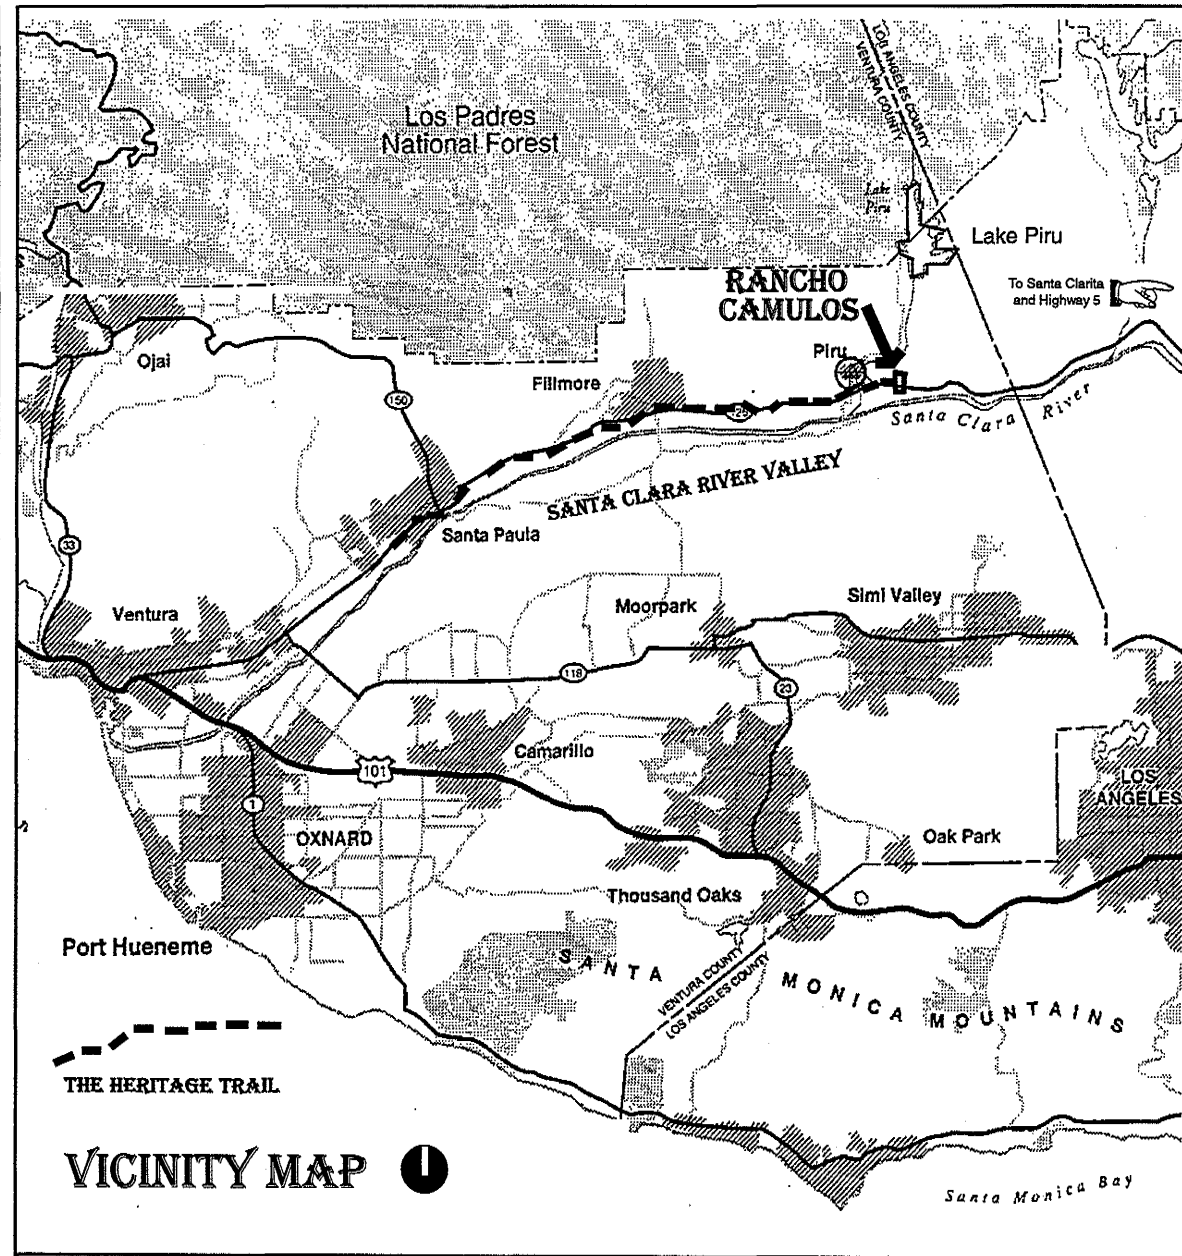 LOS ANGELES COUNTY
VENTURA COUNTY
Los Padres
National Forest
Lake
Piru
Lake Piru
RANCHO
CAMULOS
To Santa Clarita
and Highway 5
Piru
Ojai
Fillmore
150
126
Santa Clara River
SANTA CLARA RIVER VALLEY
Santa Paula
33
Ventura
Moorpark
Simi Valley
118
23
Camarillo
101
LOS
ANGELES
1
OXNARD
Oak Park
Thousand Oaks
Port Hueneme
SANTA MONICA MOUNTAINS
VENTURA COUNTY
LOS ANGELES COUNTY
THE HERITAGE TRAIL
VICINITY MAP
Santa Monica Bay